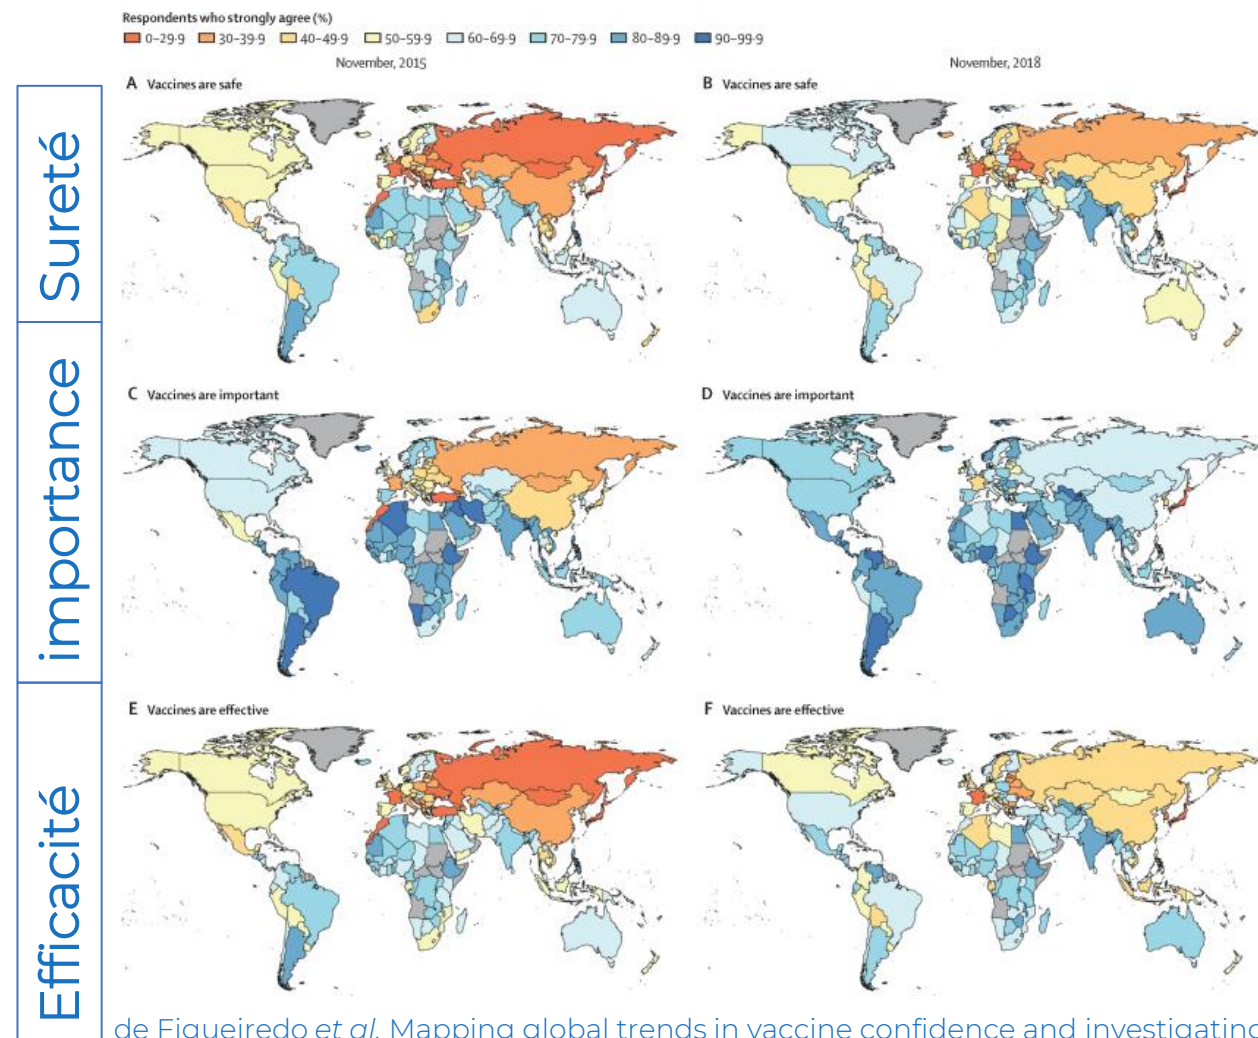 Respondents who strongly agree (%)
0–29·9 30–39·9 40–49·9 50–59·9 60–69·9 70–79·9 80–89·9 90–99·9
November, 2015
November, 2018
A Vaccines are safe
B Vaccines are safe
Sureté
C Vaccines are important
D Vaccines are important
importance
E Vaccines are effective
F Vaccines are effective
Efficacité
de Figueiredo et al. Mapping global trends in vaccine confidence and investigating